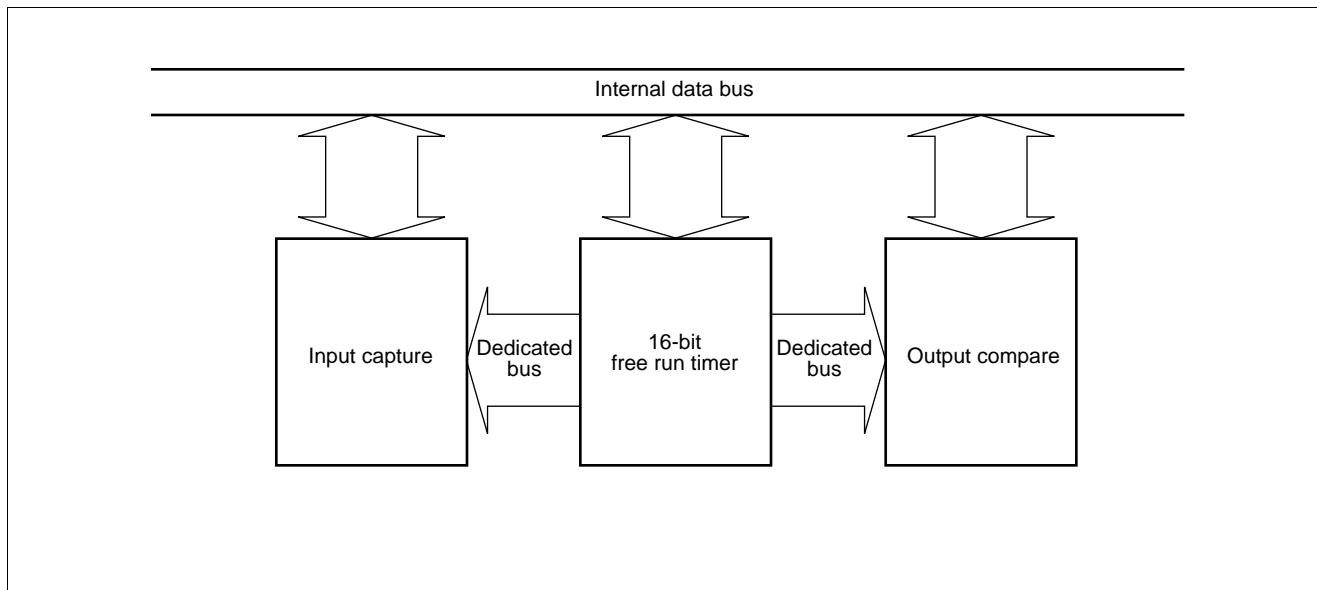 Internal data bus
Input capture
Dedicated
bus
16-bit
free run timer
Dedicated
bus
Output compare